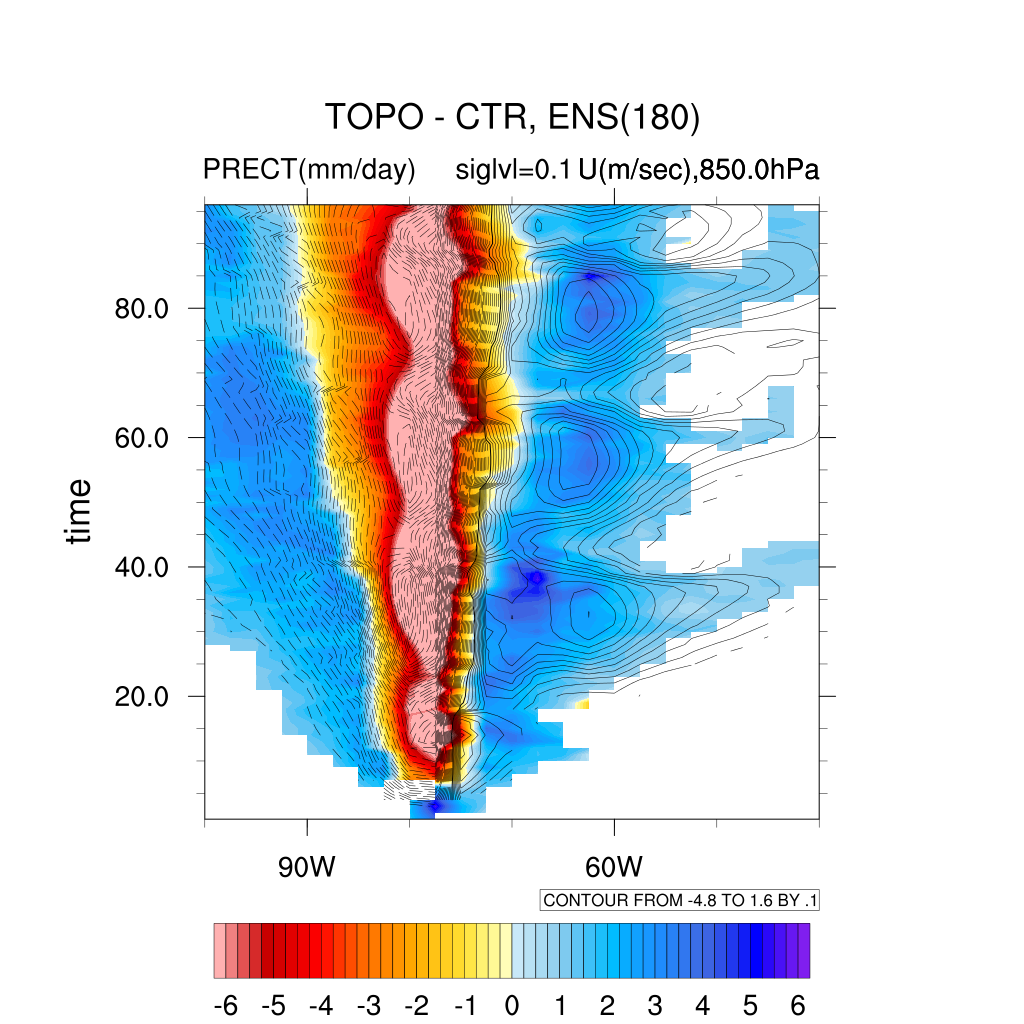 TOPO - CTR, ENS(180)
PRECT(mm/day) siglvl=0.1 U(m/sec),850.0hPa
80.0
60.0
time
40.0
20.0
90W 60W
CONTOUR FROM -4.8 TO 1.6 BY .1
-6 -5 -4 -3 -2 -1 0 1 2 3 4 5 6